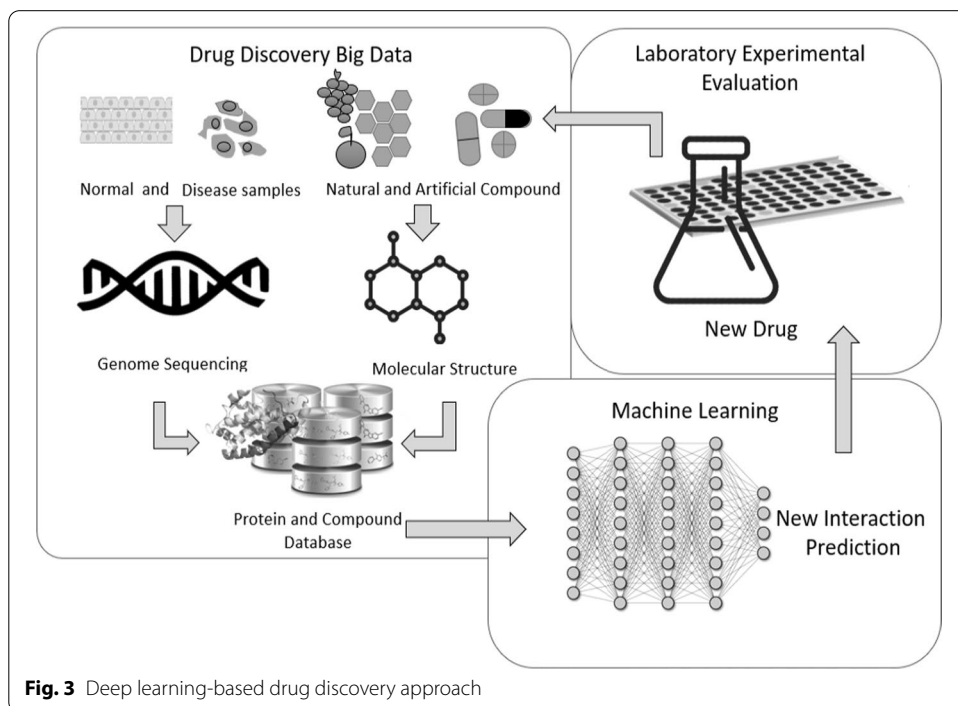 Drug Discovery Big Data
Normal and Disease samples
Natural and Artificial Compound
Genome Sequencing
Molecular Structure
Protein and Compound
Database
Laboratory Experimental
Evaluation
New Drug
Machine Learning
New Interaction
Prediction
Fig. 3 Deep learning-based drug discovery approach